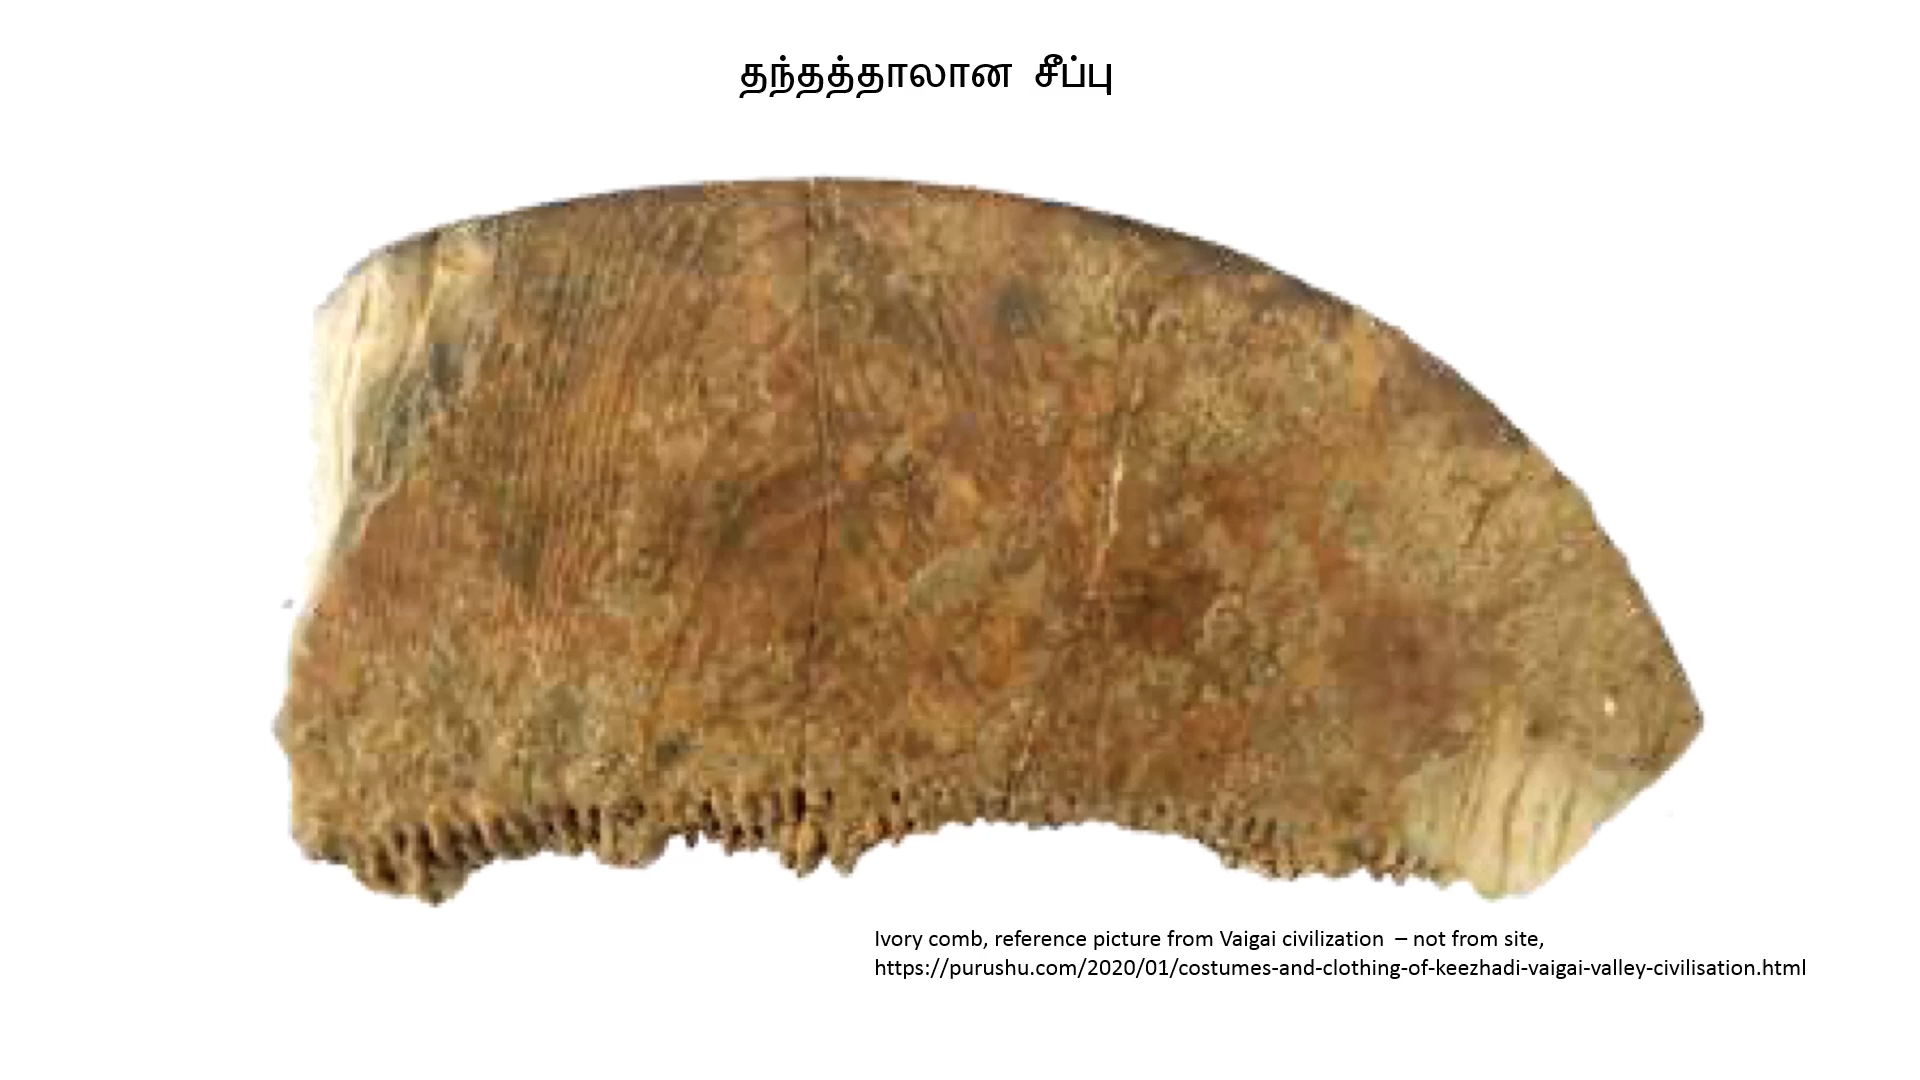 தந்தத்தாலான சீப்பு
Ivory comb, reference picture from Vaigai civilization – not from site,
https://purushu.com/2020/01/costumes-and-clothing-of-keezhadi-vaigai-valley-civilisation.html